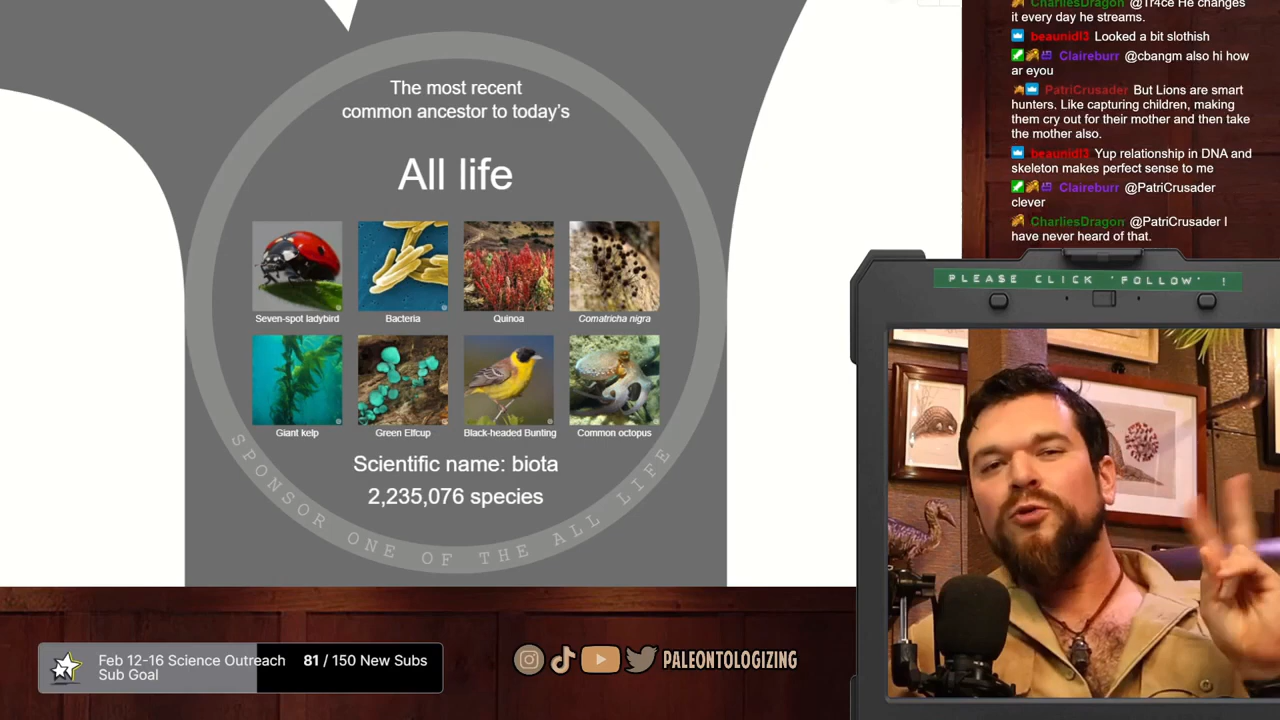 The most recent
common ancestor to today's
All life
Seven-spot ladybird
Bacteria
Quinoa
Comatricha nigra
Giant kelp
Green Elfcup
Black-headed Bunting
Common octopus
Scientific name: biota
2,235,076 species
SPONSOR ONE OF THE ALL LIFE
CharliesDragon @Tr4ce He changes
it every day he streams.
beaunidl3 Looked a bit slothish
Claireburr @cbangm also hi how
ar eyou
PatriCrusader But Lions are smart
hunters. Like capturing children, making
them cry out for their mother and then take
the mother also.
beaunidl3 Yup relationship in DNA and
skeleton makes perfect sense to me
Claireburr @PatriCrusader
clever
CharliesDragon @PatriCrusader I
have never heard of that.
PLEASE CLICK 'FOLLOW' !
Feb 12-16 Science Outreach
Sub Goal
81 / 150 New Subs
PALEONTOLOGIZING